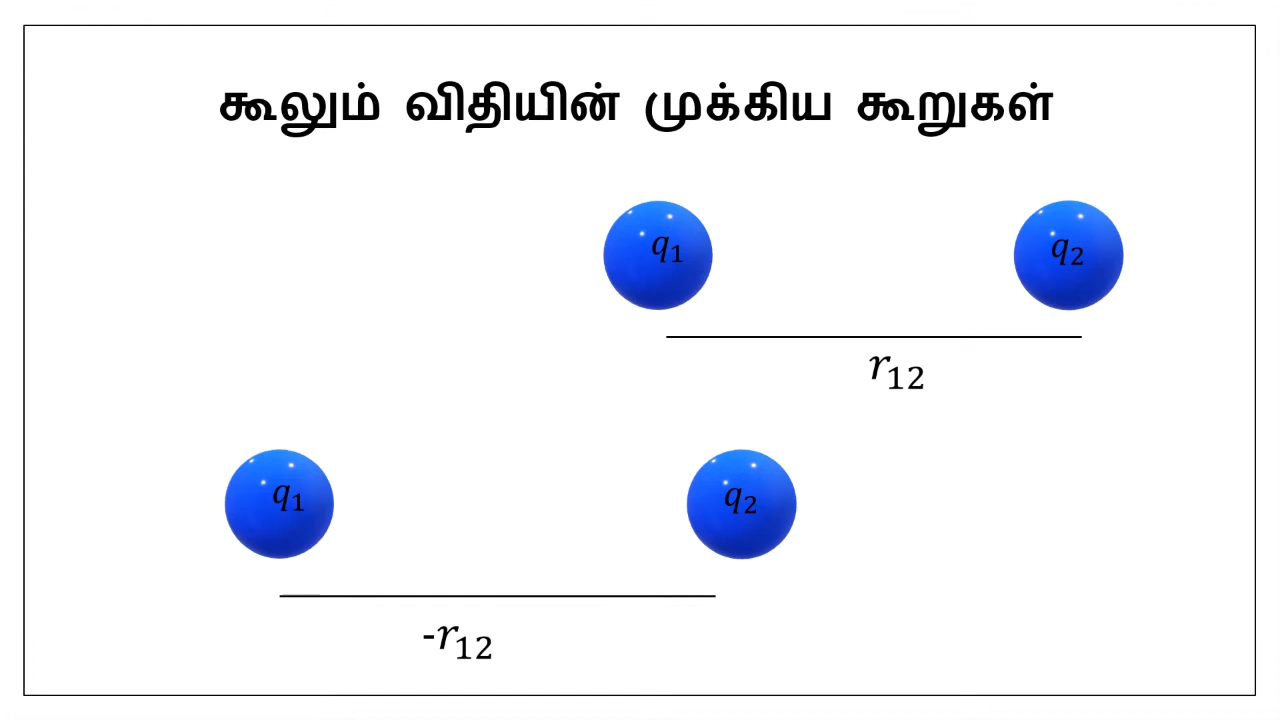 கூலும் விதியின் முக்கிய கூறுகள்
q₁ q₂
r₁₂
q₁ q₂
-r₁₂